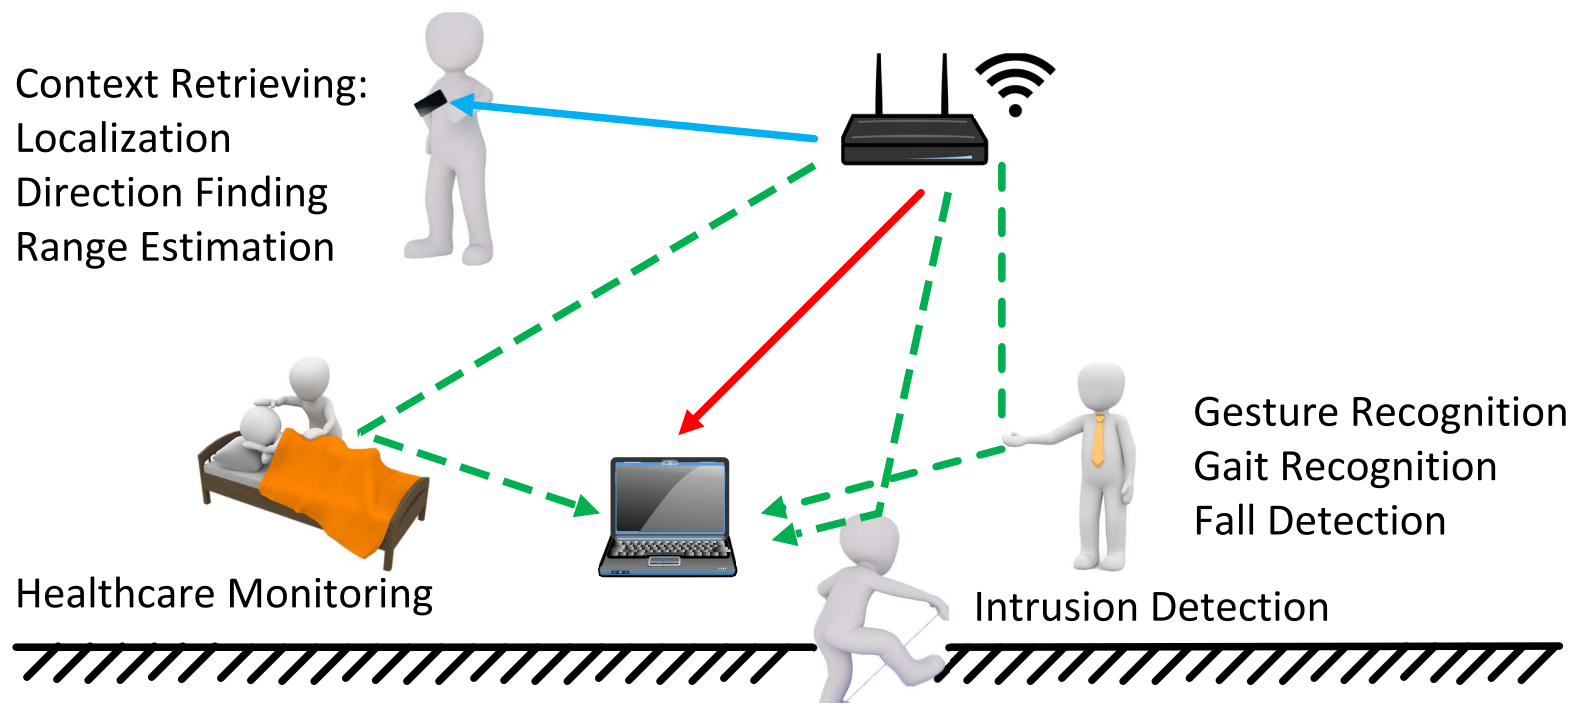 Context Retrieving:
Localization
Direction Finding
Range Estimation
Gesture Recognition
Gait Recognition
Fall Detection
Healthcare Monitoring
Intrusion Detection